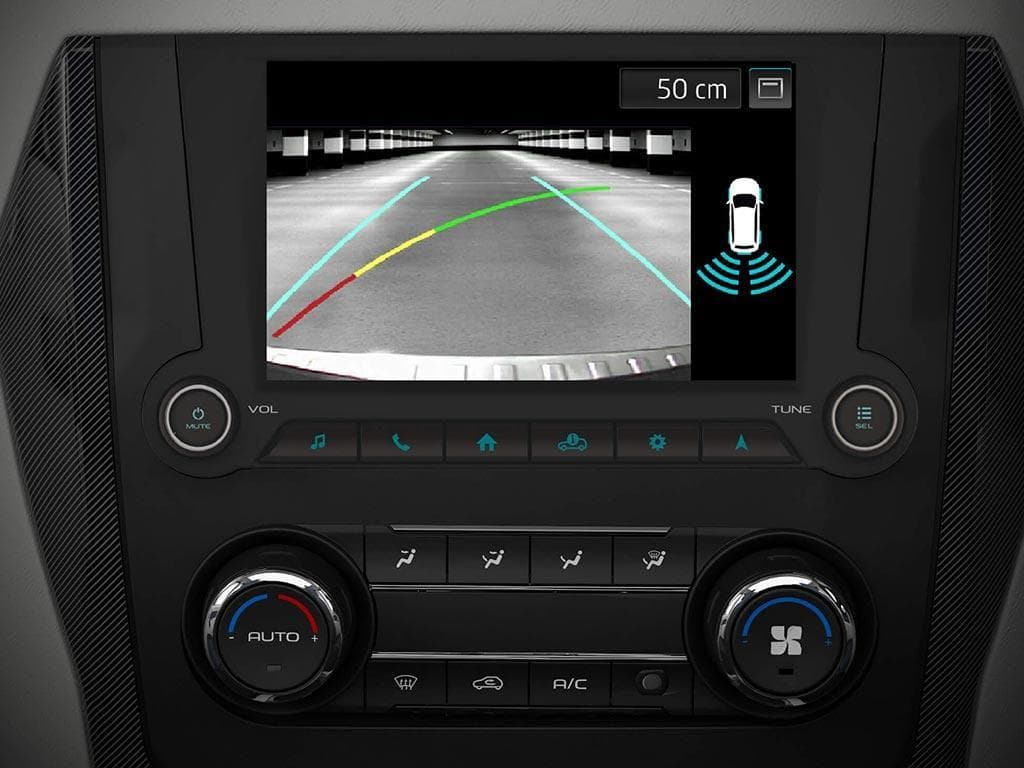 50 cm
MUTE
VOL
TUNE
SEL
- AUTO +
- +
A/C